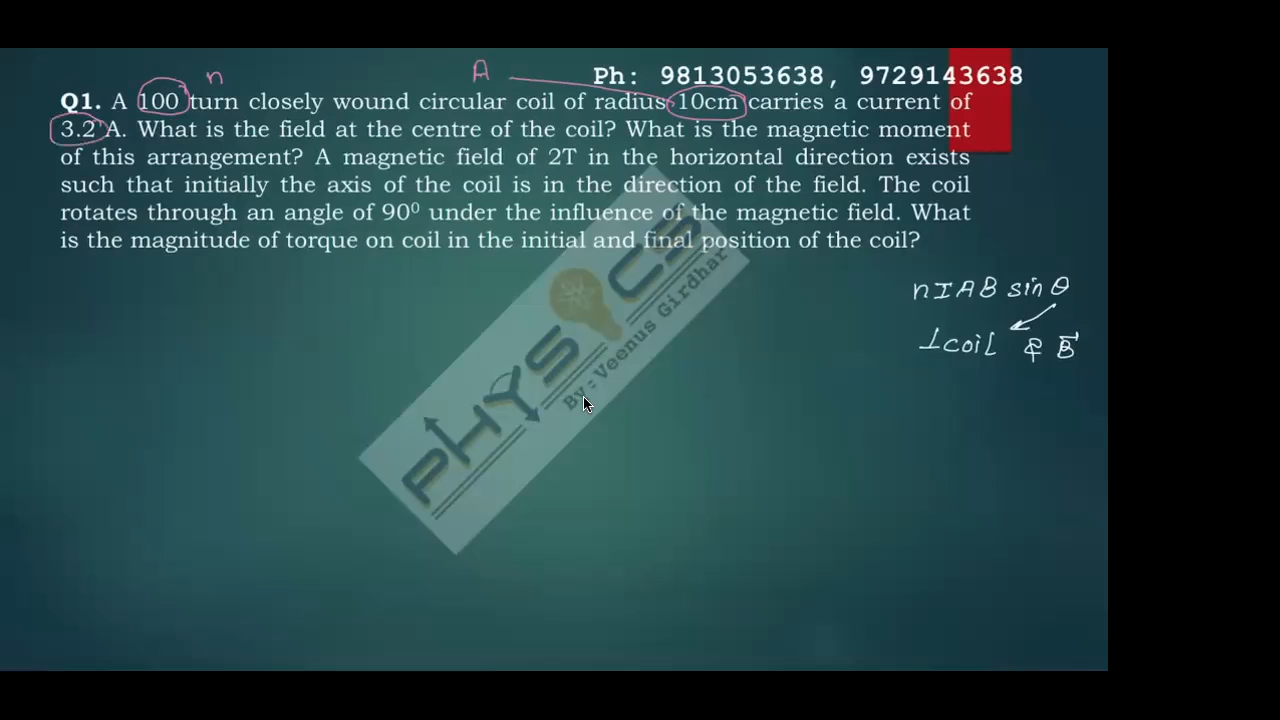 n
A
Ph: 9813053638, 9729143638
Q1. A 100 turn closely wound circular coil of radius 10cm carries a current of
3.2 A. What is the field at the centre of the coil? What is the magnetic moment
of this arrangement? A magnetic field of 2T in the horizontal direction exists
such that initially the axis of the coil is in the direction of the field. The coil
rotates through an angle of 90⁰ under the influence of the magnetic field. What
is the magnitude of torque on coil in the initial and final position of the coil?
nIAB sin θ
⊥coil & B⃗
PHYSICS
By: Veenus Girdhar